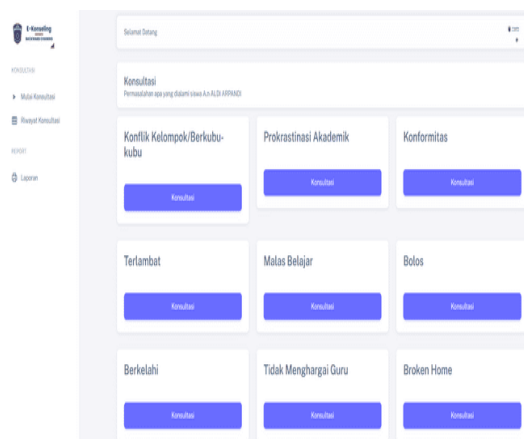 E-Konseling
KONSULTASI
Mulai Konsultasi
Riwayat Konsultasi
REPORT
Laporan
Selamat Datang
Konsultasi
Permasalahan apa yang dialami siswa A.n ALDI ARPANDI
Konflik Kelompok/Berkubu-
kubu
Konsultasi
Prokrastinasi Akademik
Konsultasi
Konformitas
Konsultasi
Terlambat
Konsultasi
Malas Belajar
Konsultasi
Bolos
Konsultasi
Berkelahi
Konsultasi
Tidak Menghargai Guru
Konsultasi
Broken Home
Konsultasi